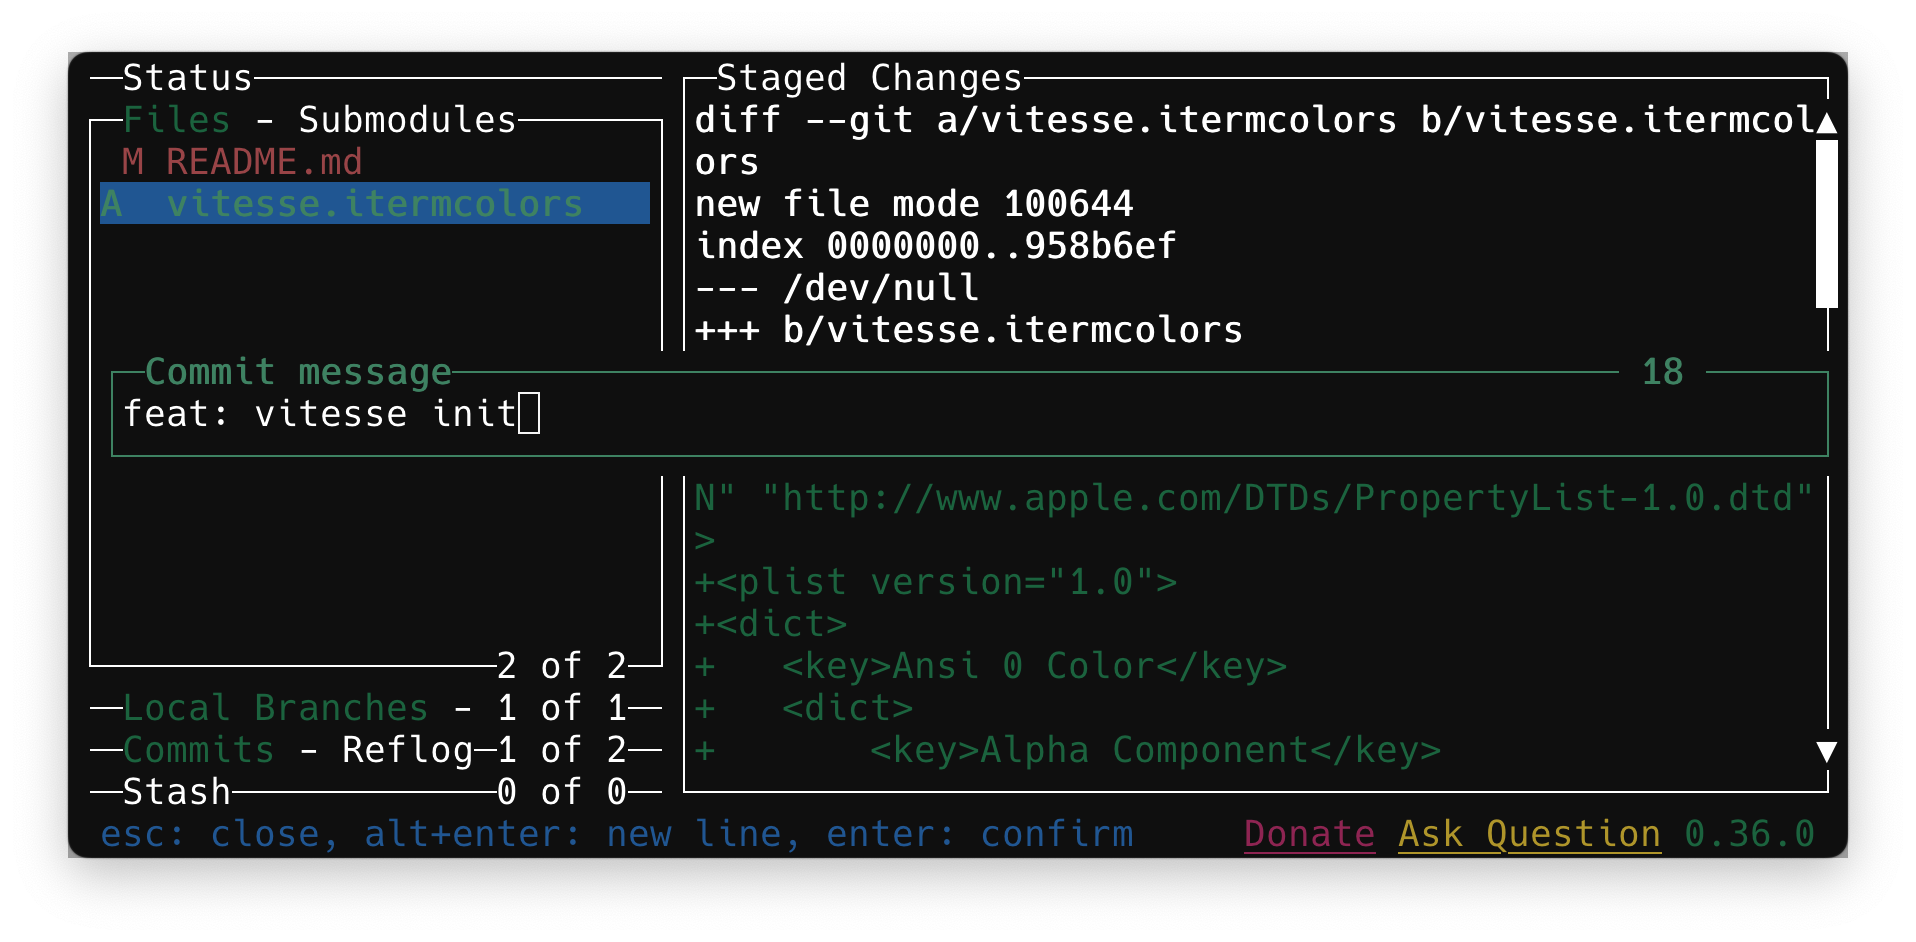 Status
Files - Submodules
M README.md
A vitesse.itermcolors
2 of 2
Local Branches - 1 of 1
Commits - Reflog 1 of 2
Stash 0 of 0
Staged Changes
diff --git a/vitesse.itermcolors b/vitesse.itermcol
ors
new file mode 100644
index 0000000..958b6ef
--- /dev/null
+++ b/vitesse.itermcolors
Commit message 18
feat: vitesse init
N" "http://www.apple.com/DTDs/PropertyList-1.0.dtd"
>
+<plist version="1.0">
+<dict>
+   <key>Ansi 0 Color</key>
+   <dict>
+       <key>Alpha Component</key>
esc: close, alt+enter: new line, enter: confirm Donate Ask Question 0.36.0